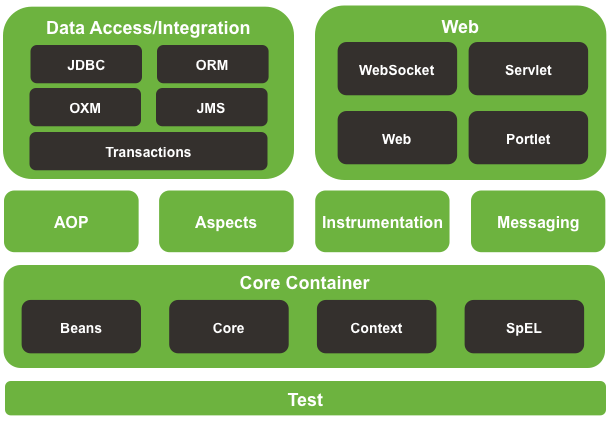 Data Access/Integration
JDBC
ORM
OXM
JMS
Transactions
Web
WebSocket
Servlet
Web
Portlet
AOP
Aspects
Instrumentation
Messaging
Core Container
Beans
Core
Context
SpEL
Test